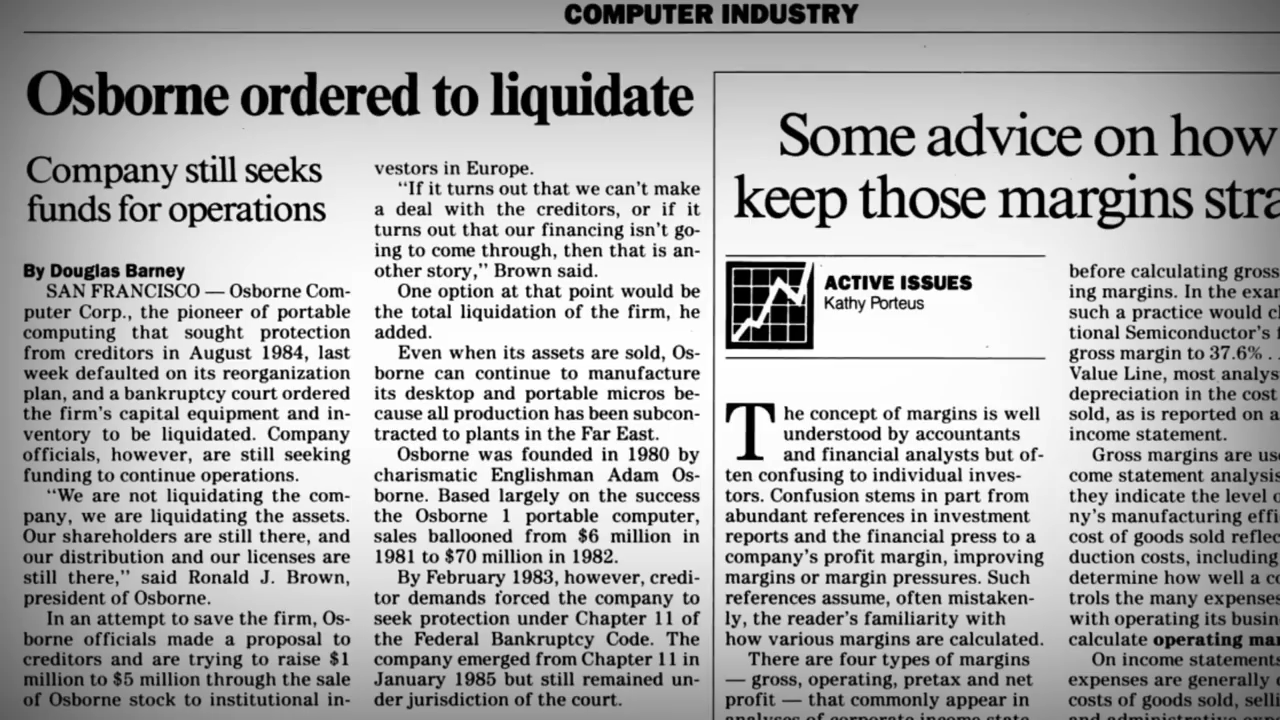 COMPUTER INDUSTRY
Osborne ordered to liquidate
Company still seeks
funds for operations
By Douglas Barney
SAN FRANCISCO — Osborne Com-
puter Corp., the pioneer of portable
computing that sought protection
from creditors in August 1984, last
week defaulted on its reorganization
plan, and a bankruptcy court ordered
the firm's capital equipment and in-
ventory to be liquidated. Company
officials, however, are still seeking
funding to continue operations.
"We are not liquidating the com-
pany, we are liquidating the assets.
Our shareholders are still there, and
our distribution and our licenses are
still there," said Ronald J. Brown,
president of Osborne.
In an attempt to save the firm, Os-
borne officials made a proposal to
creditors and are trying to raise $1
million to $5 million through the sale
of Osborne stock to institutional in-
vestors in Europe.
"If it turns out that we can't make
a deal with the creditors, or if it
turns out that our financing isn't go-
ing to come through, then that is an-
other story," Brown said.
One option at that point would be
the total liquidation of the firm, he
added.
Even when its assets are sold, Os-
borne can continue to manufacture
its desktop and portable micros be-
cause all production has been subcon-
tracted to plants in the Far East.
Osborne was founded in 1980 by
charismatic Englishman Adam Os-
borne. Based largely on the success
the Osborne 1 portable computer,
sales ballooned from $6 million in
1981 to $70 million in 1982.
By February 1983, however, credi-
tor demands forced the company to
seek protection under Chapter 11 of
the Federal Bankruptcy Code. The
company emerged from Chapter 11 in
January 1985 but still remained un-
der jurisdiction of the court.
Some advice on how
keep those margins stra
ACTIVE ISSUES
Kathy Porteus
The concept of margins is well
understood by accountants
and financial analysts but of-
ten confusing to individual inves-
tors. Confusion stems in part from
abundant references in investment
reports and the financial press to a
company's profit margin, improving
margins or margin pressures. Such
references assume, often mistaken-
ly, the reader's familiarity with
how various margins are calculated.
There are four types of margins
— gross, operating, pretax and net
profit — that commonly appear in
analyses of corporate income state-
before calculating gross
ing margins. In the exam
such a practice would ch
tional Semiconductor's
gross margin to 37.6% . .
Value Line, most analys
depreciation in the cost
sold, as is reported on a
income statement.
Gross margins are use
come statement analysis
they indicate the level o
ny's manufacturing effi
cost of goods sold reflec
duction costs, including
determine how well a co
trols the many expenses
with operating its busin
calculate operating mar
On income statements
expenses are generally
costs of goods sold, sell
and administrative